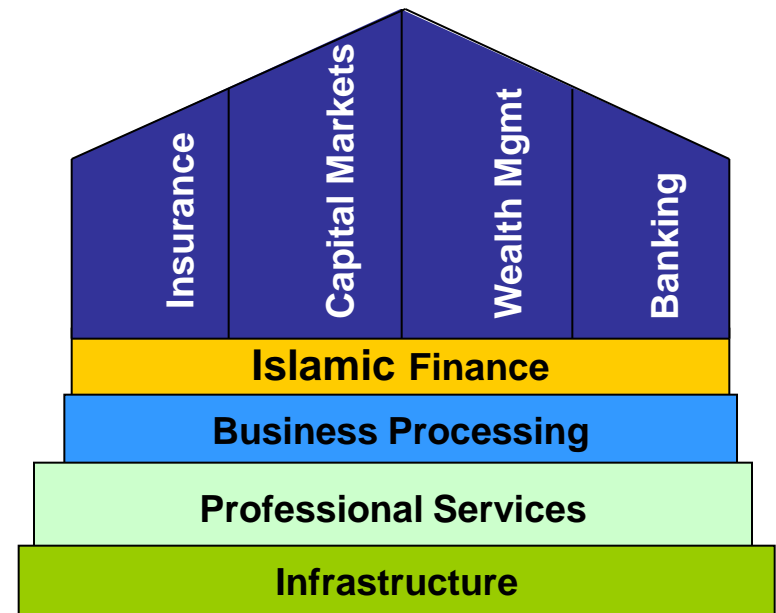 Insurance
Capital Markets
Wealth Mgmt
Banking
Islamic Finance
Business Processing
Professional Services
Infrastructure